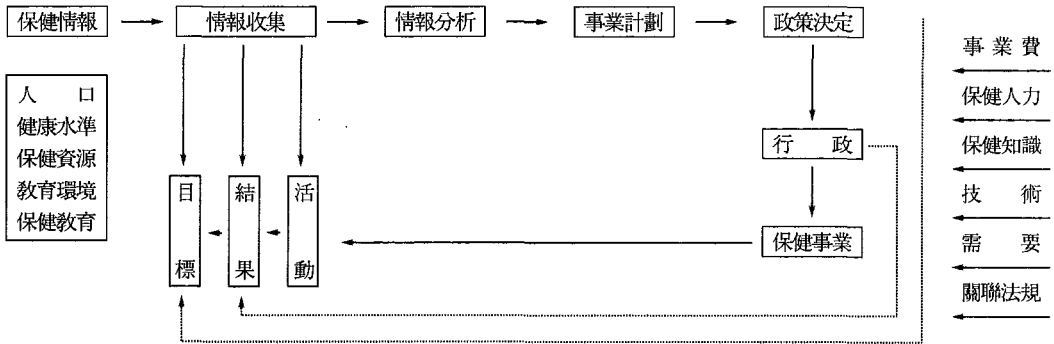 保健情報
情報收集
情報分析
事業計劃
政策決定
人 口
健康水準
保健資源
敎育環境
保健敎育
目標
結果
活動
行 政
保健事業
事業費
保健人力
保健知識
技 術
需 要
關聯法規